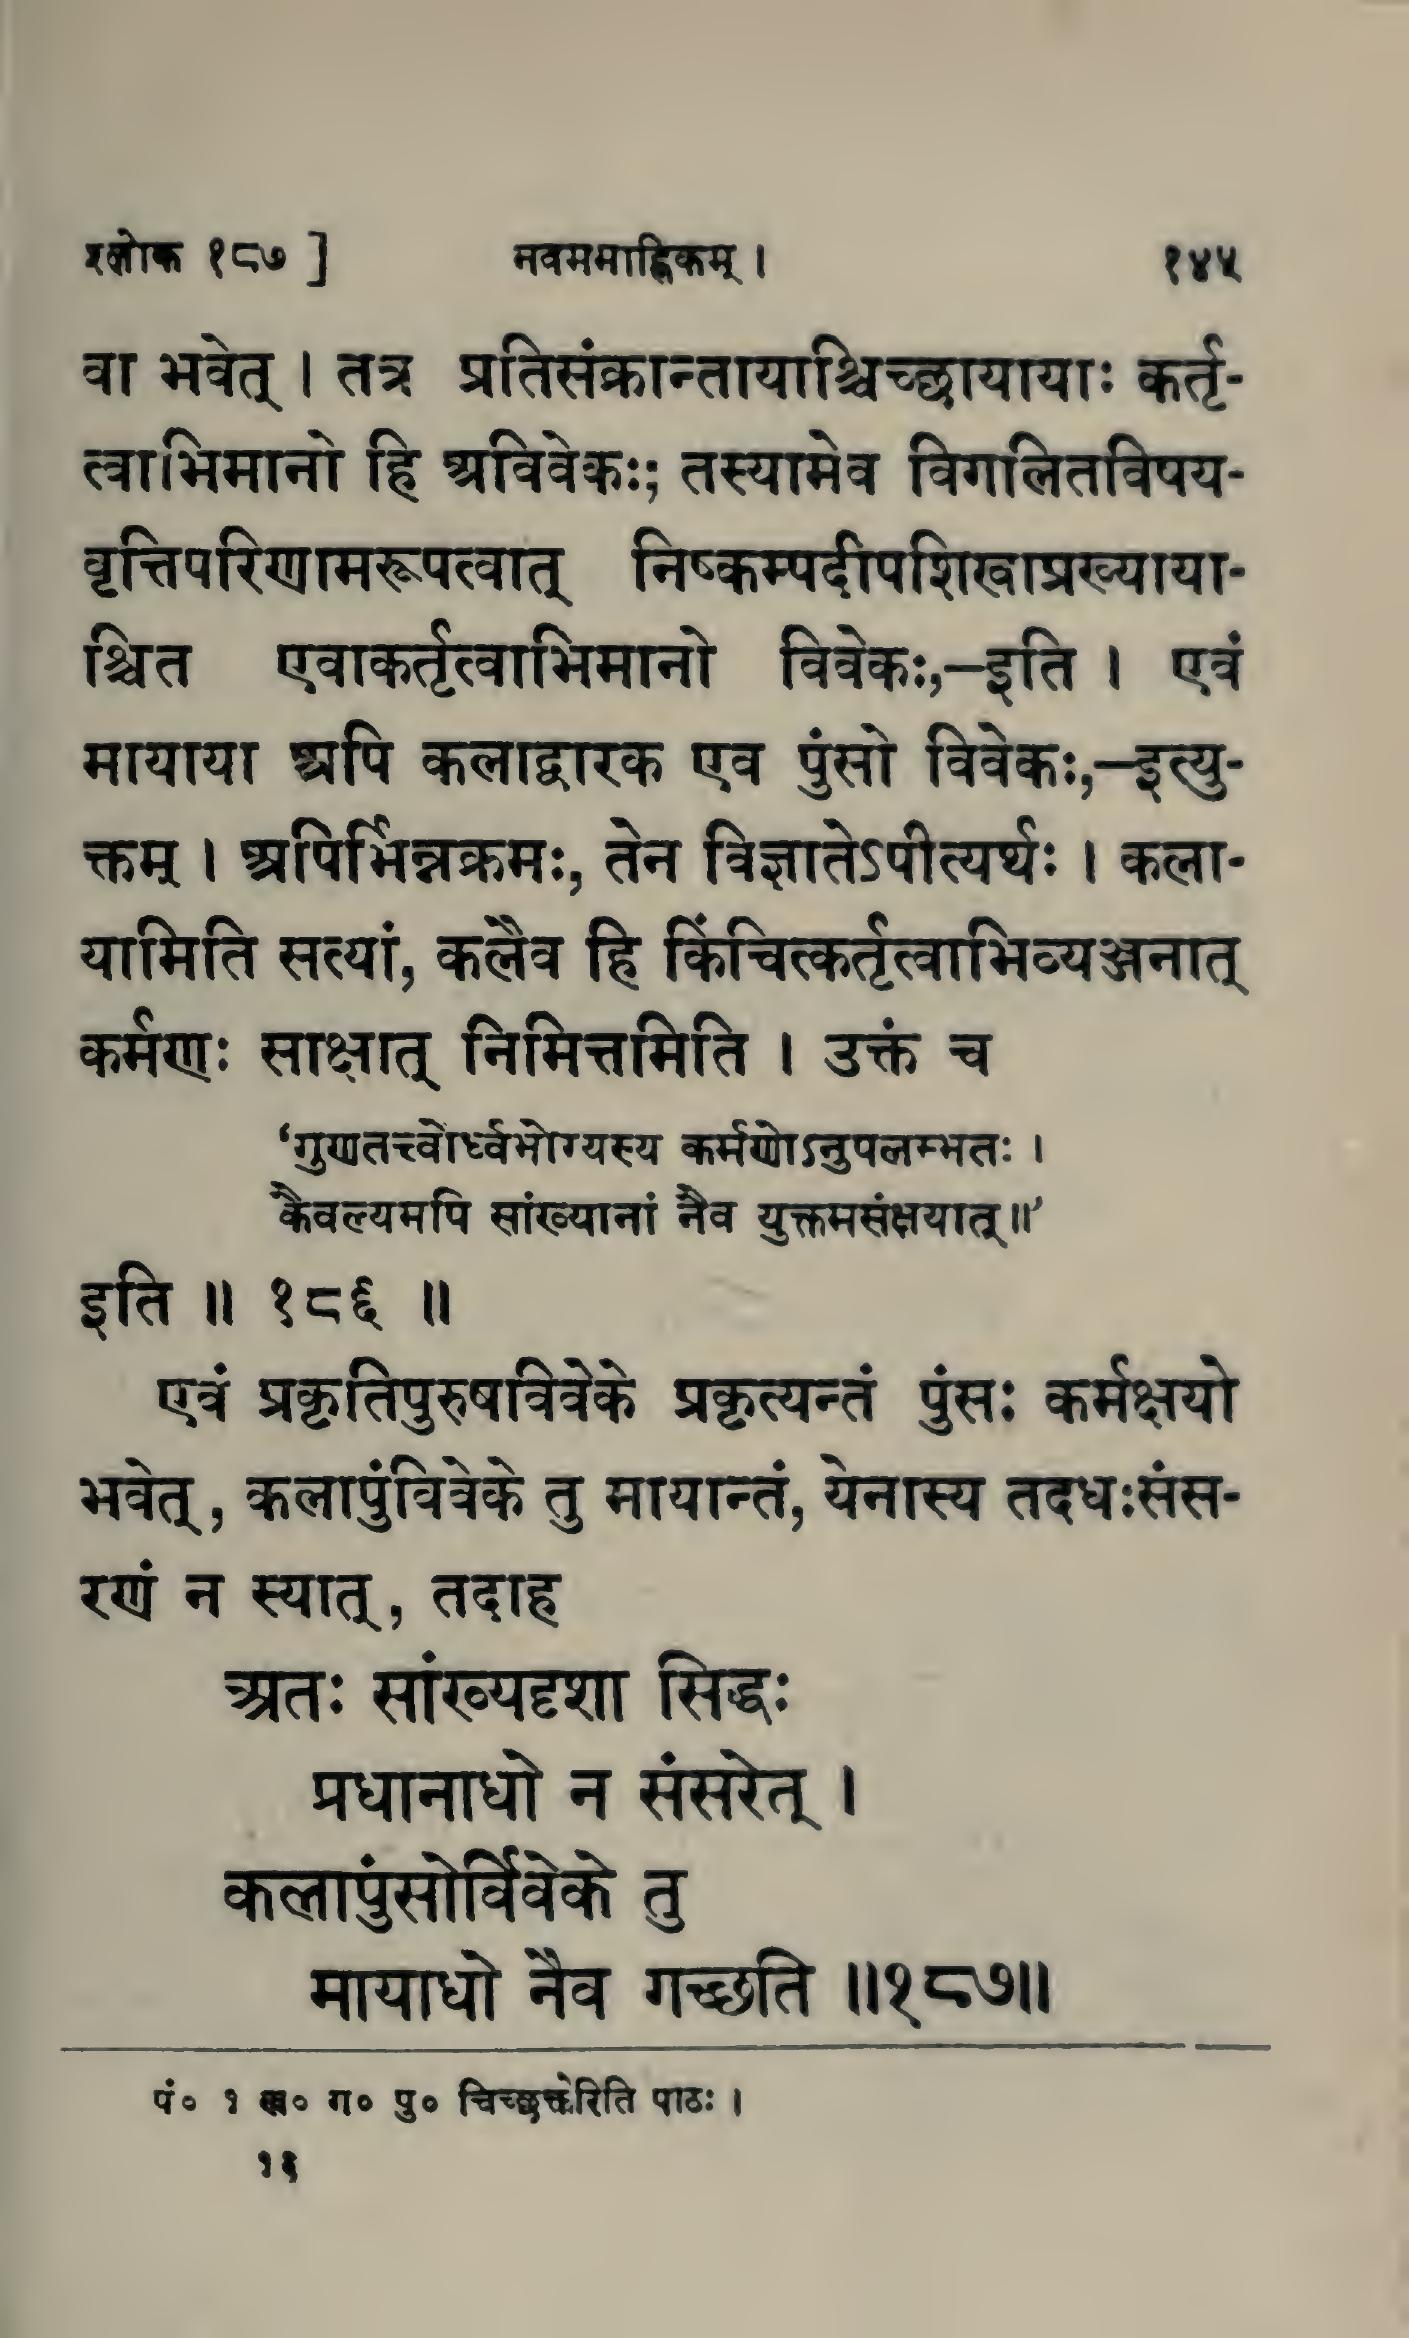 श्लोक १८७ ] नवममाह्निकम् । १४५
वा भवेत् । तत्र प्रतिसंक्रान्तायाश्चिच्छायायाः कर्तृ-
त्वाभिमानो हि अविवेकः; तस्यामेव विगलितविषय-
वृत्तिपरिणामरूपत्वात् निष्कम्पदीपशिखाप्रख्याया-
श्चित एवाकर्तृत्वाभिमानो विवेकः,—इति । एवं
मायाया अपि कलाद्वारक एव पुंसो विवेकः,—इत्यु-
क्तम् । अपिर्भिन्नक्रमः, तेन विज्ञातेऽपीत्यर्थः । कला-
यामिति सत्यां, कलैव हि किंचित्कर्तृत्वाभिव्यञ्जनात्
कर्मणः साक्षात् निमित्तमिति । उक्तं च
‘गुणतत्त्वोर्ध्वभोग्यस्य कर्मणोऽनुपलम्भतः ।
कैवल्यमपि सांख्यानां नैव युक्तमसंक्षयात् ॥’
इति ॥ १८६ ॥
एवं प्रकृतिपुरुषविवेके प्रकृत्यन्तं पुंसः कर्मक्षयो
भवेत् , कलापुंविवेके तु मायान्तं, येनास्य तदधःसंस-
रणं न स्यात् , तदाह
अतः सांख्यदृशा सिद्धः
प्रधानाधो न संसरेत् ।
कलापुंसोर्विवेके तु
मायाधो नैव गच्छति ॥१८७॥
पं० १ ख० ग० पु० चिच्छक्तेरिति पाठः ।
१६